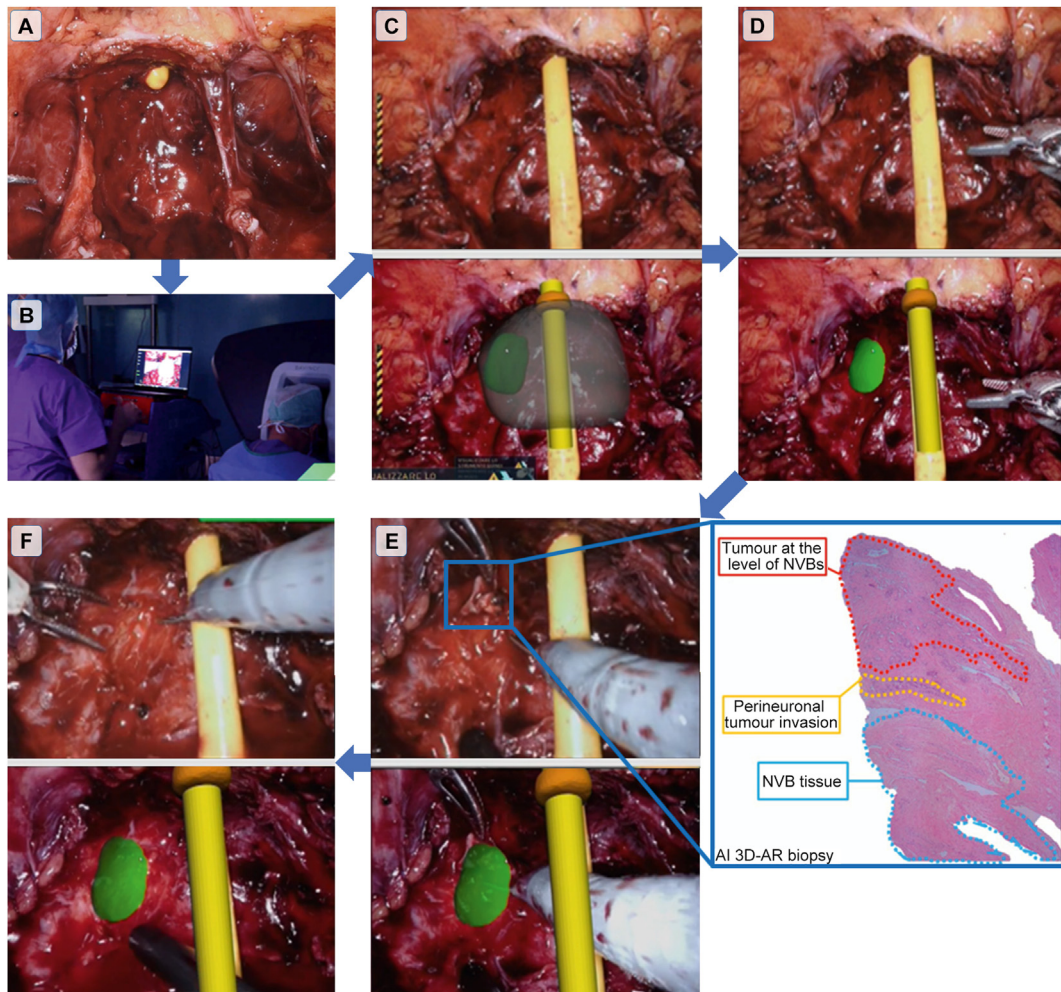 A
B
C
D
E
F
Tumour at the
level of NVBs
Perineuronal
tumour invasion
NVB tissue
AI 3D-AR biopsy